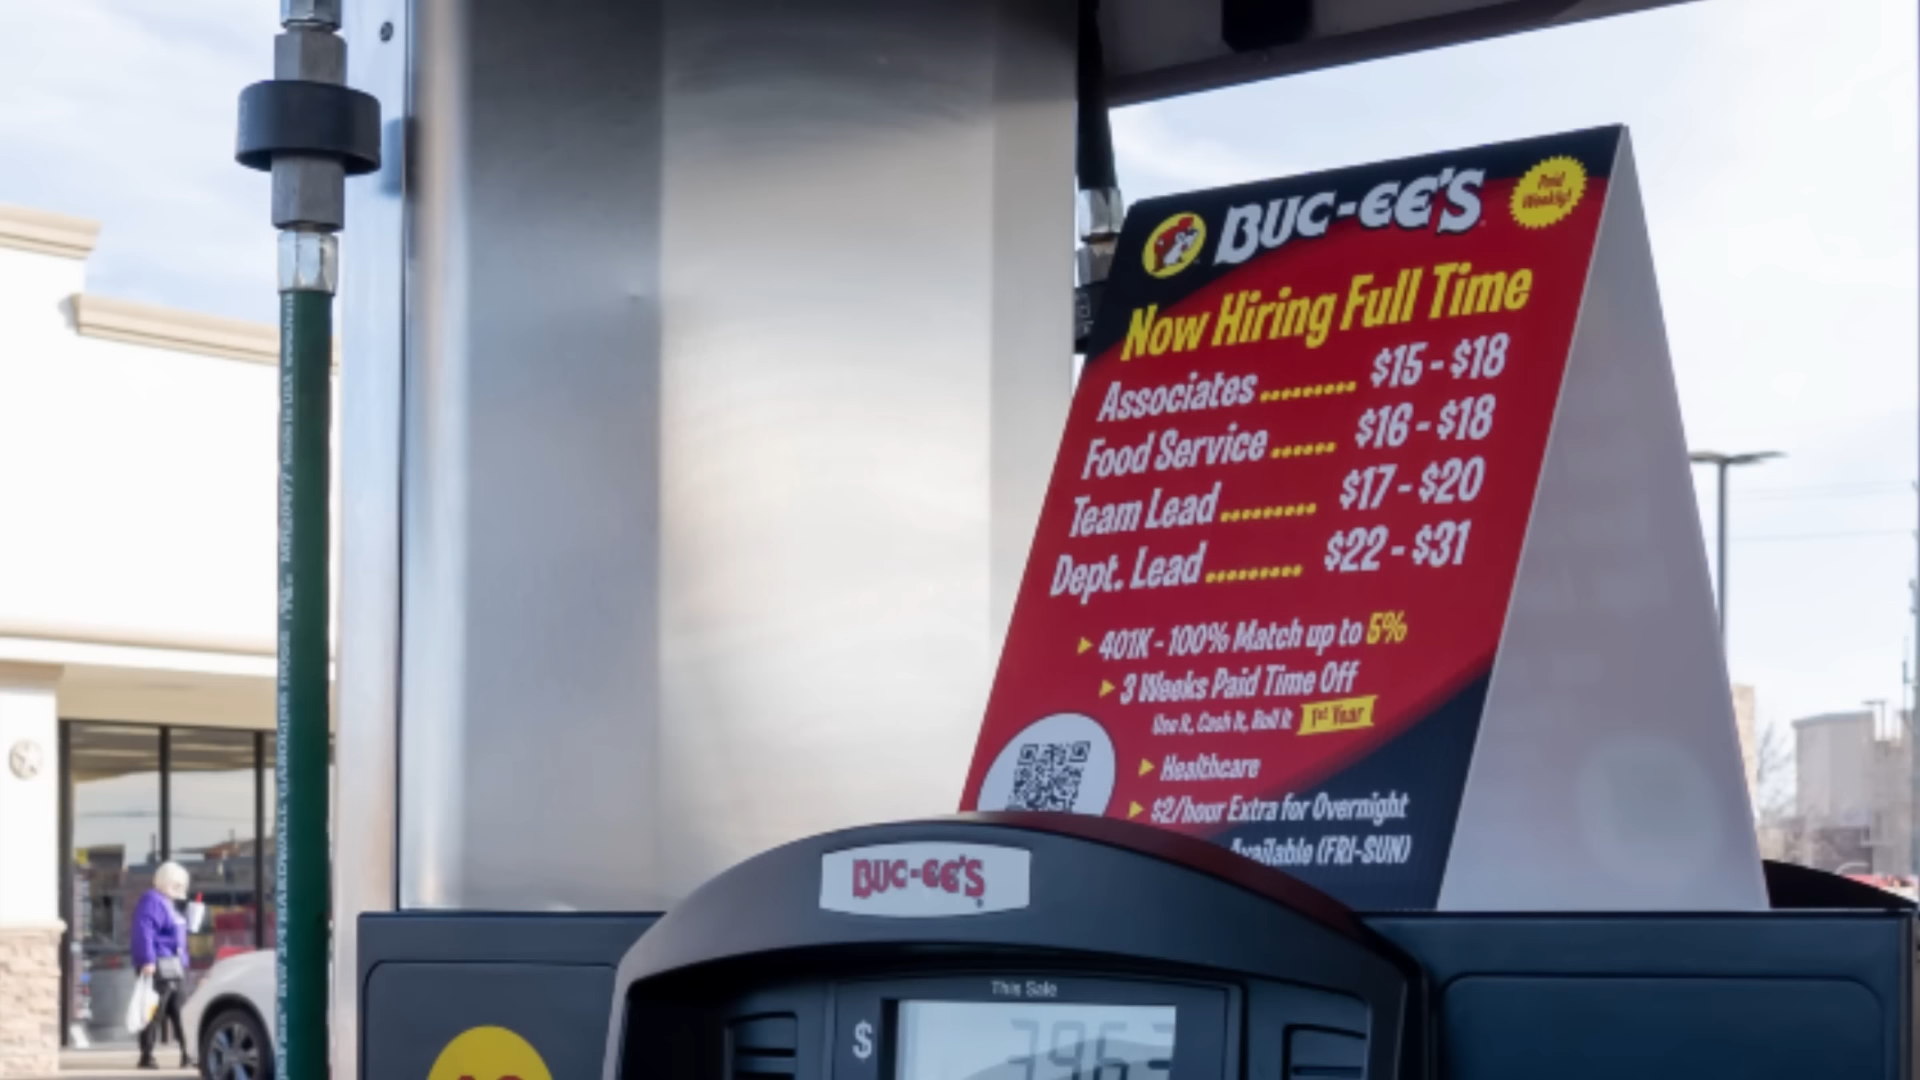 BUC-EE'S
Paid Weekly!
Now Hiring Full Time
Associates ......... $15 - $18
Food Service ...... $16 - $18
Team Lead ......... $17 - $20
Dept. Lead ......... $22 - $31
401K - 100% Match up to 5%
3 Weeks Paid Time Off
Use It, Cash It, Roll It 1st Year
Healthcare
$2/hour Extra for Overnight
Available (FRI-SUN)
BUC-EE'S
This Sale
$